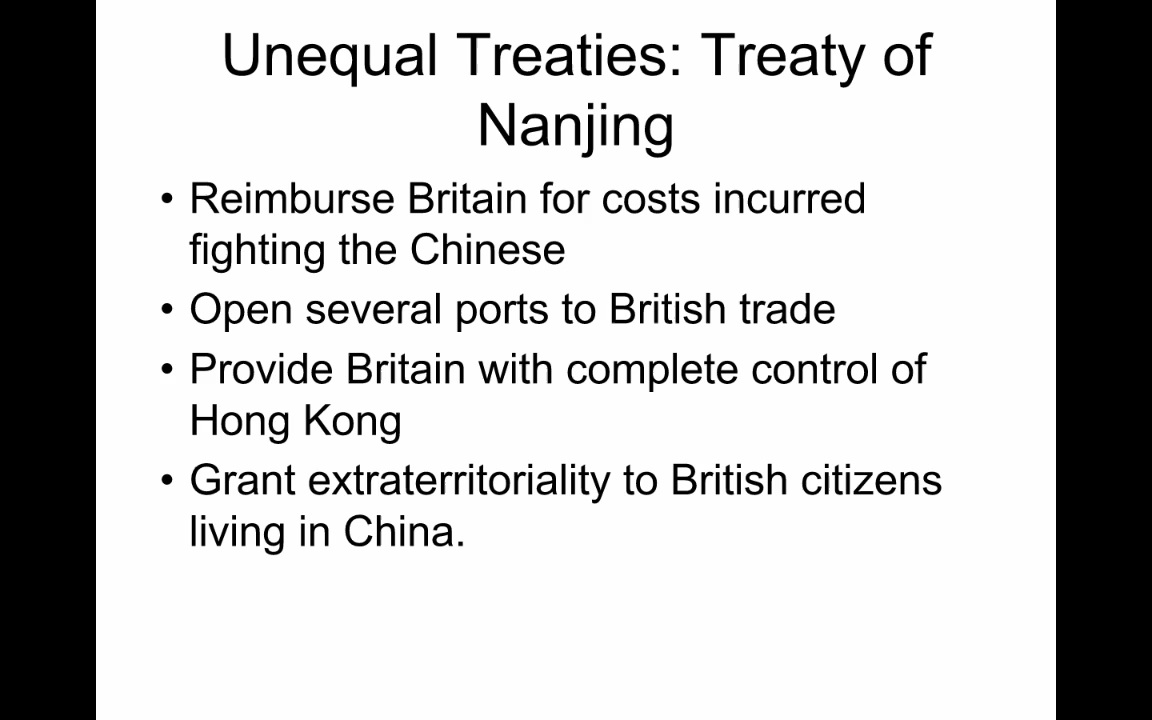 Unequal Treaties: Treaty of
Nanjing
• Reimburse Britain for costs incurred
fighting the Chinese
• Open several ports to British trade
• Provide Britain with complete control of
Hong Kong
• Grant extraterritoriality to British citizens
living in China.